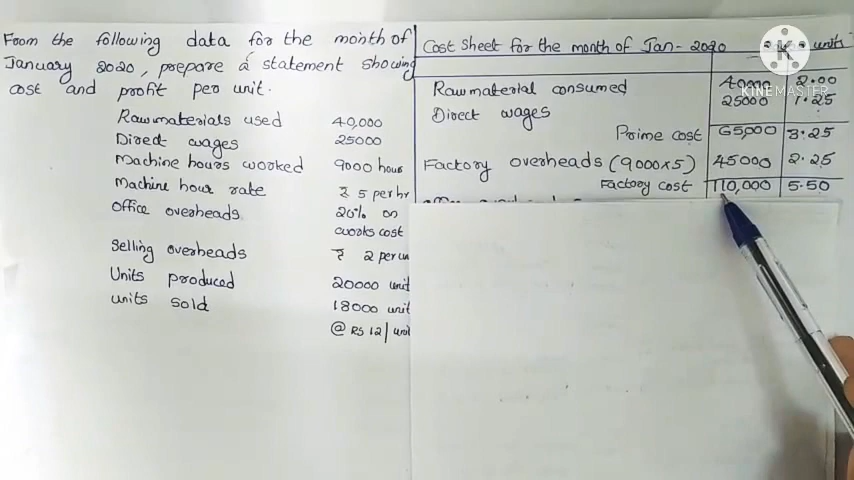 From the following data for the month of
January 2020, prepare a statement showing
cost and profit per unit.
Raw materials used 40,000
Direct wages 25000
Machine hours worked 9000 hour
Machine hour rate ₹ 5 per hr
Office overheads 20% on
works cost
Selling overheads ₹ 2 per un
Units produced 20000 unit
units sold 18000 unit
@ RS 12/ unit
Cost sheet for the month of Jan - 2020 units
Raw material consumed 40000 2.00
Direct wages 25000 1.25
Prime cost 65,000 3.25
Factory overheads (9000x5) 45000 2.25
Factory cost 110,000 5.50
KINEMASTER